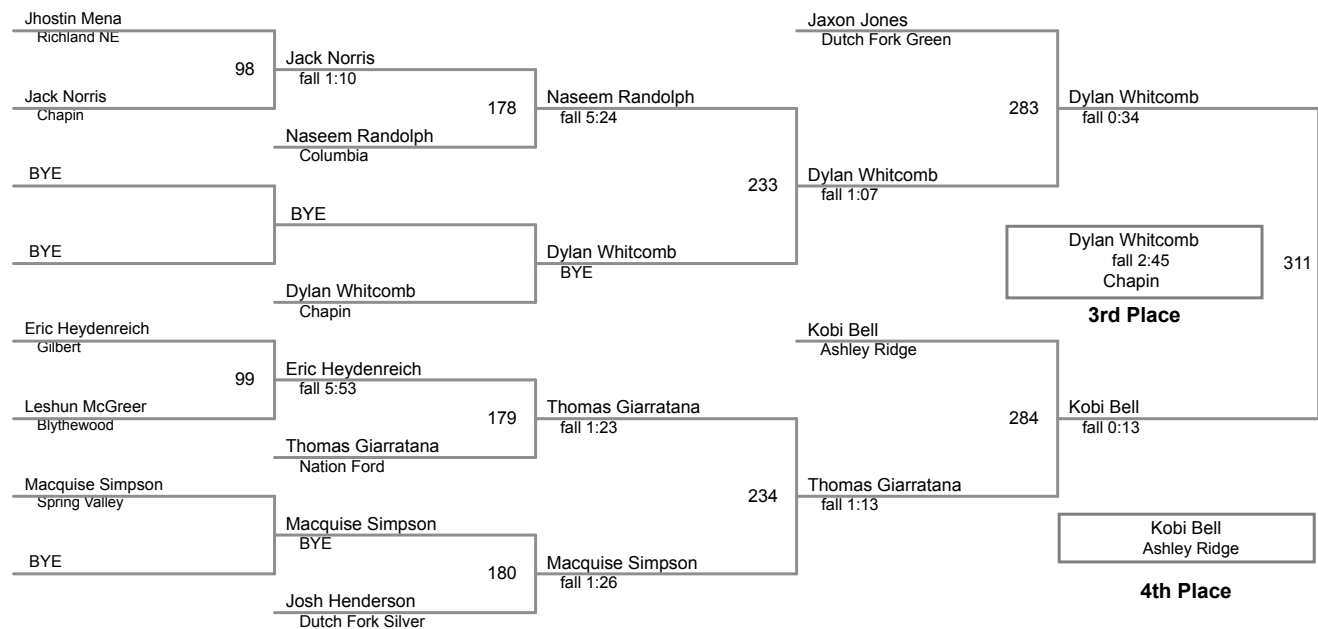 Jhostin Mena
Richland NE
98
Jack Norris
Chapin
Jack Norris
fall 1:10
178
Naseem Randolph
Columbia
BYE
BYE
BYE
Dylan Whitcomb
Chapin
Naseem Randolph
fall 5:24
233
Dylan Whitcomb
BYE
Eric Heydenreich
Gilbert
99
Leshun McGreer
Blythewood
Eric Heydenreich
fall 5:53
179
Thomas Giarratana
Nation Ford
Macquise Simpson
Spring Valley
BYE
Macquise Simpson
BYE
180
Josh Henderson
Dutch Fork Silver
Thomas Giarratana
fall 1:23
234
Macquise Simpson
fall 1:26
Jaxon Jones
Dutch Fork Green
283
Dylan Whitcomb
fall 1:07
Dylan Whitcomb
fall 0:34
Dylan Whitcomb
fall 2:45
Chapin
311
3rd Place
Kobi Bell
Ashley Ridge
284
Thomas Giarratana
fall 1:13
Kobi Bell
fall 0:13
Kobi Bell
Ashley Ridge
4th Place